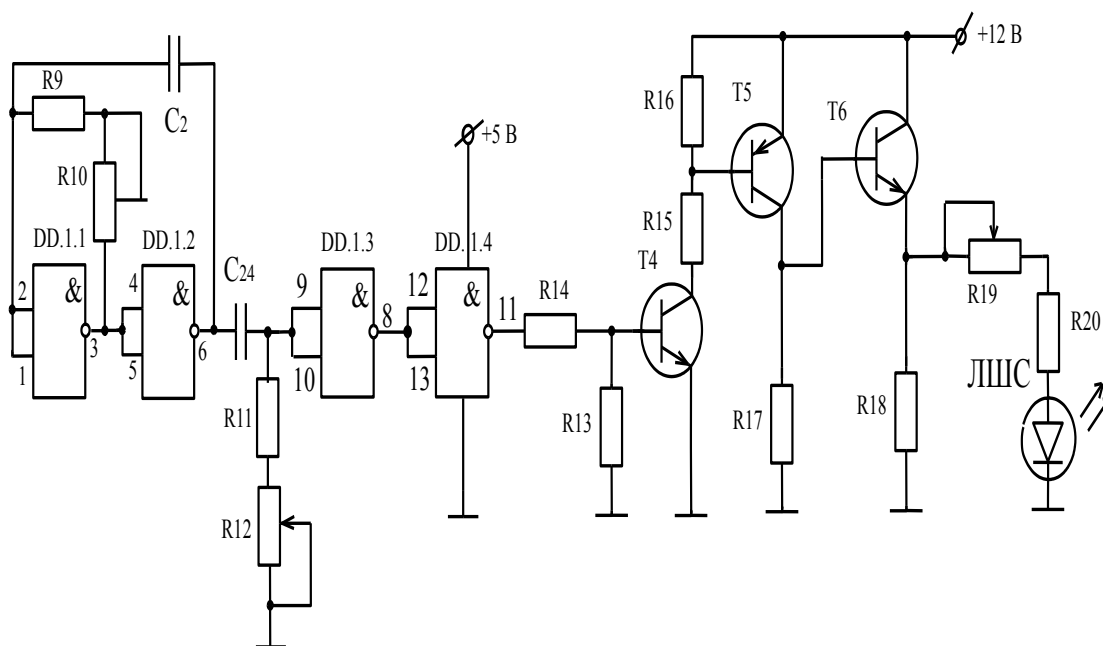 +12 В
R9
C2
R16
T5
T6
+5 В
R10
R15
DD.1.1
DD.1.2
C24
DD.1.3
DD.1.4
T4
R19
R20
2
&
1
3
4
&
5
6
9
&
10
8
12
&
13
11
R14
ЛШС
R11
R13
R17
R18
R12